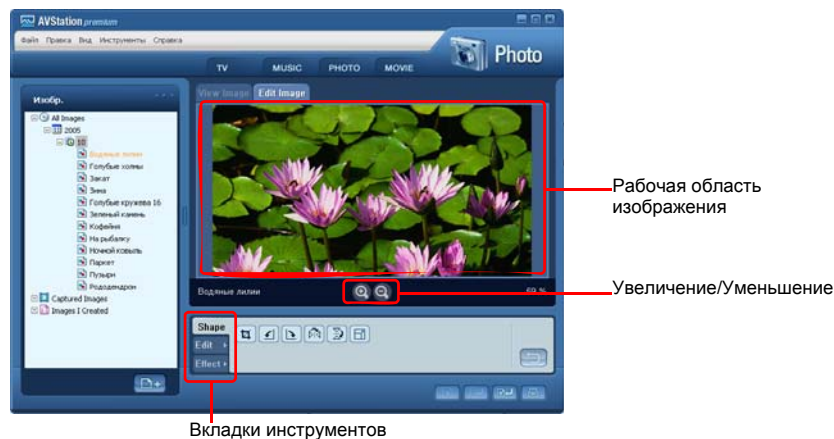 AVStation premium
Файл Правка Вид Инструменты Справка
Photo
TV MUSIC PHOTO MOVIE
Изобр.
View Image Edit Image
All Images
2005
10
Водяные лилии
Голубые холмы
Закат
Зима
Голубые кружева 16
Зеленый камень
Кофейня
На рыбалку
Ночной ковыль
Паркет
Пузыри
Рододендрон
Captured Images
Images I Created
Рабочая область
изображения
Водяные лилии 69 %
Увеличение/Уменьшение
Shape
Edit
Effect
Вкладки инструментов